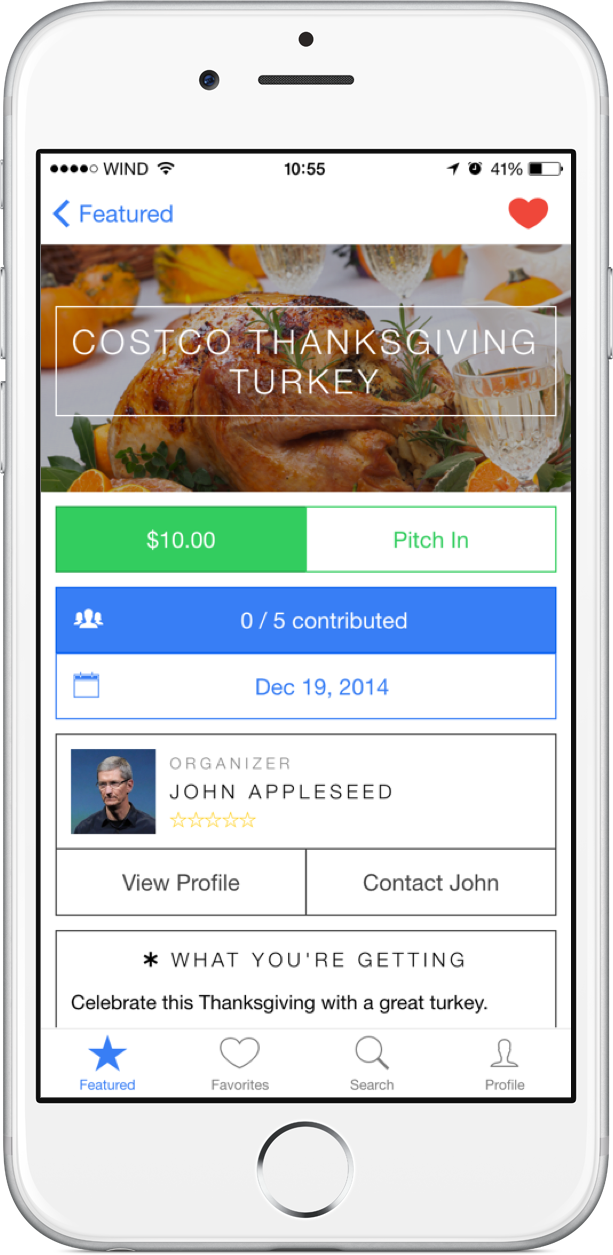 WIND 10:55 41%
Featured
COSTCO THANKSGIVING
TURKEY
$10.00 Pitch In
0 / 5 contributed
Dec 19, 2014
ORGANIZER
JOHN APPLESEED
View Profile Contact John
* WHAT YOU'RE GETTING
Celebrate this Thanksgiving with a great turkey.
Featured Favorites Search Profile